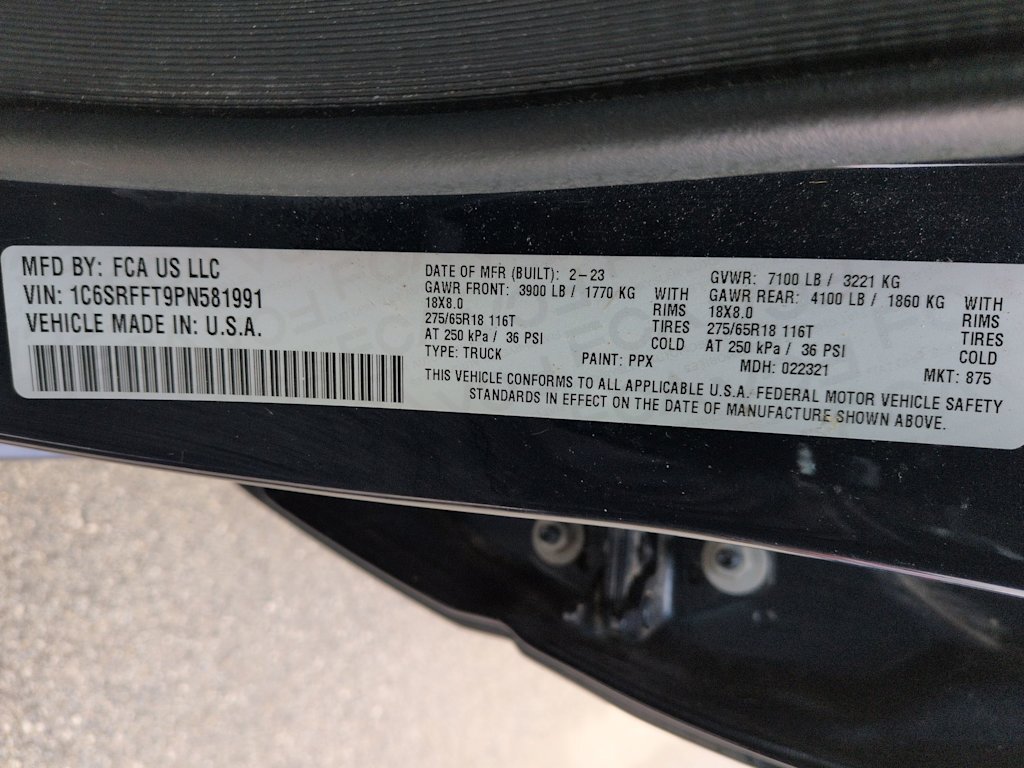 MFD BY: FCA US LLC
VIN: 1C6SRFFT9PN581991
VEHICLE MADE IN: U.S.A.
DATE OF MFR (BUILT): 2-23
GAWR FRONT: 3900 LB / 1770 KG WITH
18X8.0 RIMS
275/65R18 116T TIRES
AT 250 kPa / 36 PSI COLD
TYPE: TRUCK PAINT: PPX
GVWR: 7100 LB / 3221 KG
GAWR REAR: 4100 LB / 1860 KG WITH
18X8.0 RIMS
275/65R18 116T TIRES
AT 250 kPa / 36 PSI COLD
MDH: 022321 MKT: 875
THIS VEHICLE CONFORMS TO ALL APPLICABLE U.S.A. FEDERAL MOTOR VEHICLE SAFETY
STANDARDS IN EFFECT ON THE DATE OF MANUFACTURE SHOWN ABOVE.